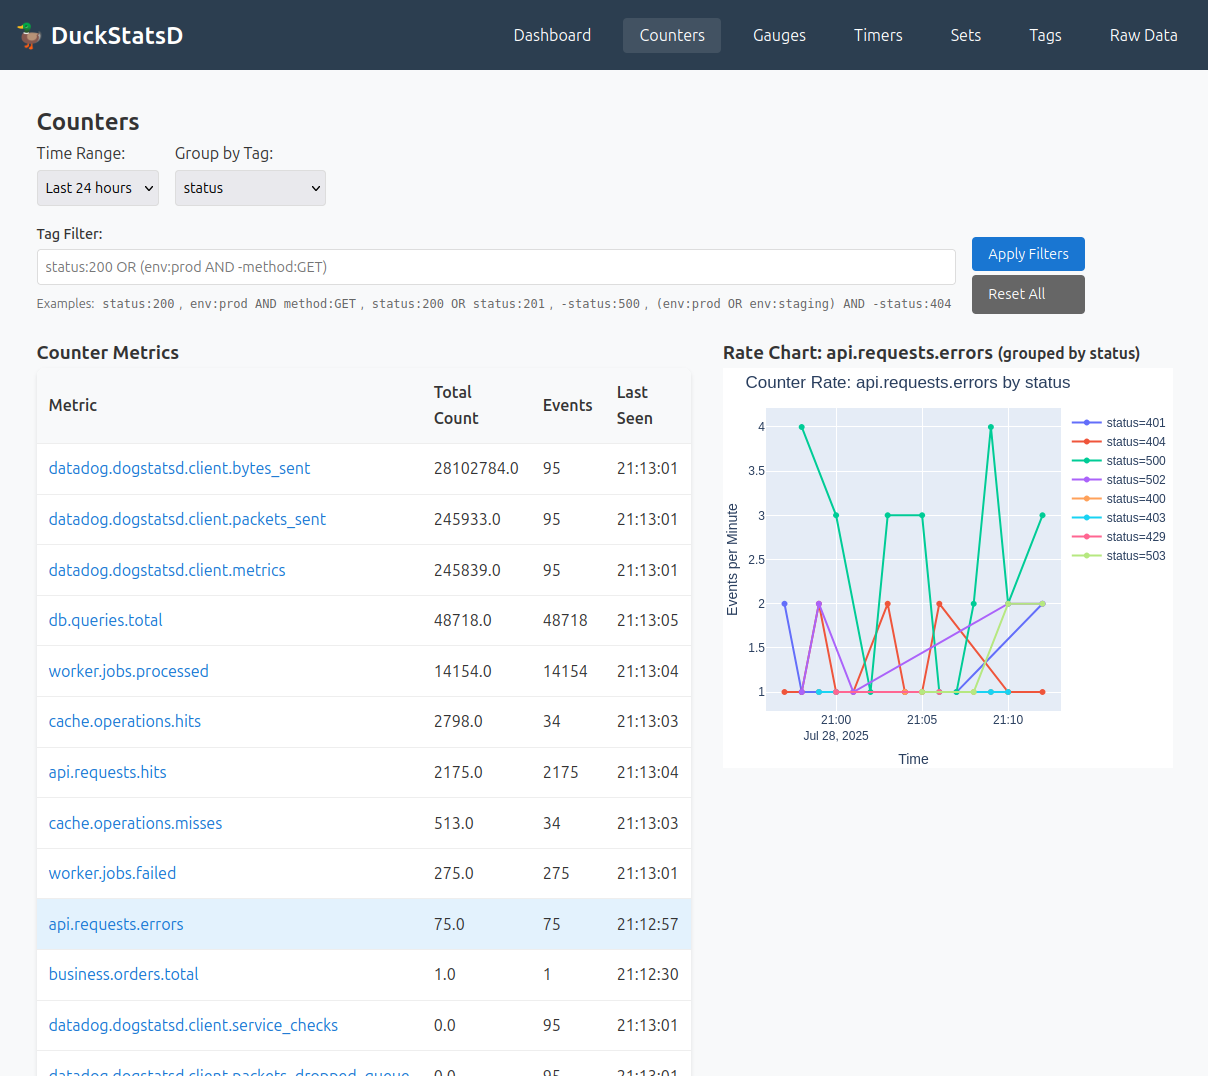 DuckStatsD
Dashboard Counters Gauges Timers Sets Tags Raw Data
Counters
Time Range: Group by Tag:
Last 24 hours status
Tag Filter:
status:200 OR (env:prod AND -method:GET)
Apply Filters
Reset All
Examples: status:200 , env:prod AND method:GET , status:200 OR status:201 , -status:500 , (env:prod OR env:staging) AND -status:404
Counter Metrics
Metric Total Count Events Last Seen
datadog.dogstatsd.client.bytes_sent 28102784.0 95 21:13:01
datadog.dogstatsd.client.packets_sent 245933.0 95 21:13:01
datadog.dogstatsd.client.metrics 245839.0 95 21:13:01
db.queries.total 48718.0 48718 21:13:05
worker.jobs.processed 14154.0 14154 21:13:04
cache.operations.hits 2798.0 34 21:13:03
api.requests.hits 2175.0 2175 21:13:04
cache.operations.misses 513.0 34 21:13:03
worker.jobs.failed 275.0 275 21:13:01
api.requests.errors 75.0 75 21:12:57
business.orders.total 1.0 1 21:12:30
datadog.dogstatsd.client.service_checks 0.0 95 21:13:01
datadog.dogstatsd.client.packets_dropped_queue 0.0 95 21:13:01
Rate Chart: api.requests.errors (grouped by status)
Counter Rate: api.requests.errors by status
Events per Minute
4
3.5
3
2.5
2
1.5
1
21:00 21:05 21:10
Jul 28, 2025
Time
status=401
status=404
status=500
status=502
status=400
status=403
status=429
status=503